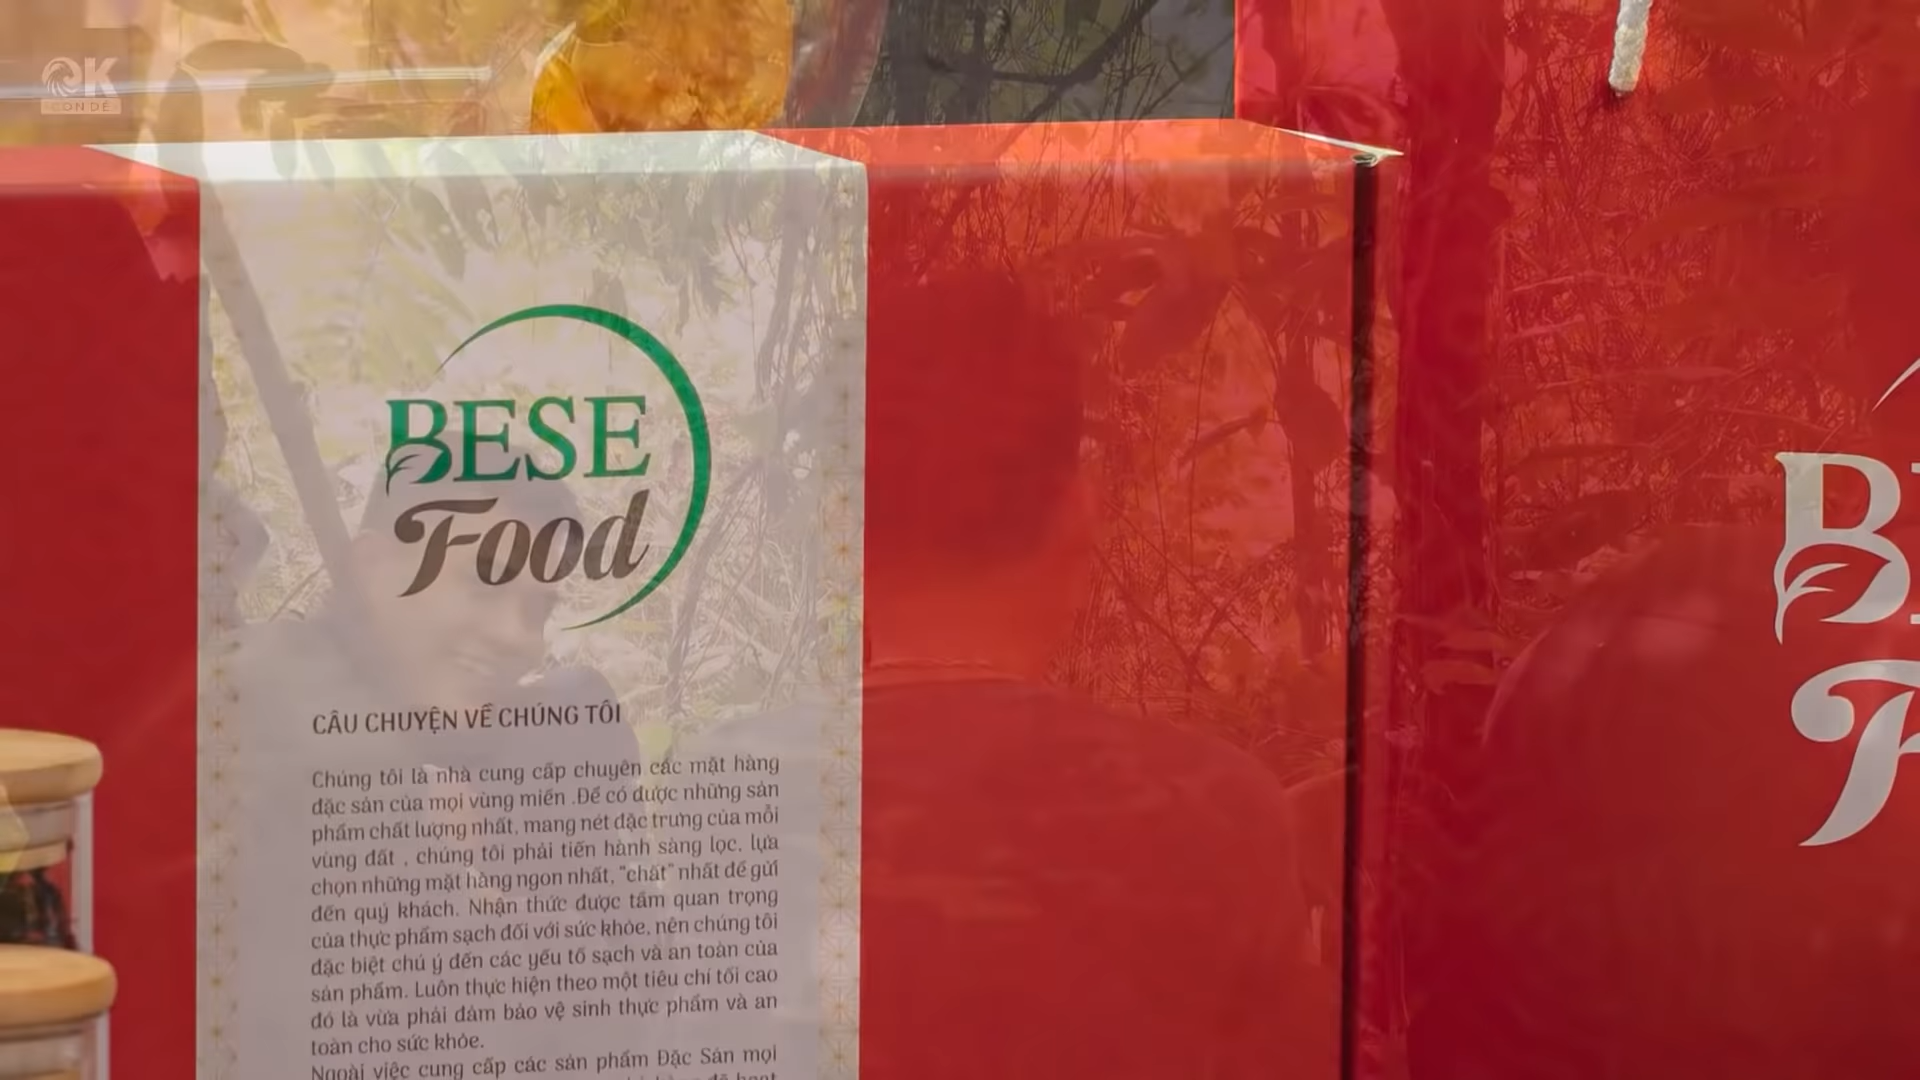 OK
CON DÊ
BESE
Food
CÂU CHUYỆN VỀ CHÚNG TÔI
Chúng tôi là nhà cung cấp chuyên các mặt hàng
đặc sản của mọi vùng miền .Để có được những sản
phẩm chất lượng nhất, mang nét đặc trưng của mỗi
vùng đất , chúng tôi phải tiến hành sàng lọc, lựa
chọn những mặt hàng ngon nhất, "chất" nhất để gửi
đến quý khách. Nhận thức được tầm quan trọng
của thực phẩm sạch đối với sức khỏe, nên chúng tôi
đặc biệt chú ý đến các yếu tố sạch và an toàn của
sản phẩm. Luôn thực hiện theo một tiêu chí tối cao
đó là vừa phải đảm bảo vệ sinh thực phẩm và an
toàn cho sức khỏe.
Ngoài việc cung cấp các sản phẩm Đặc Sản mọi
B
F